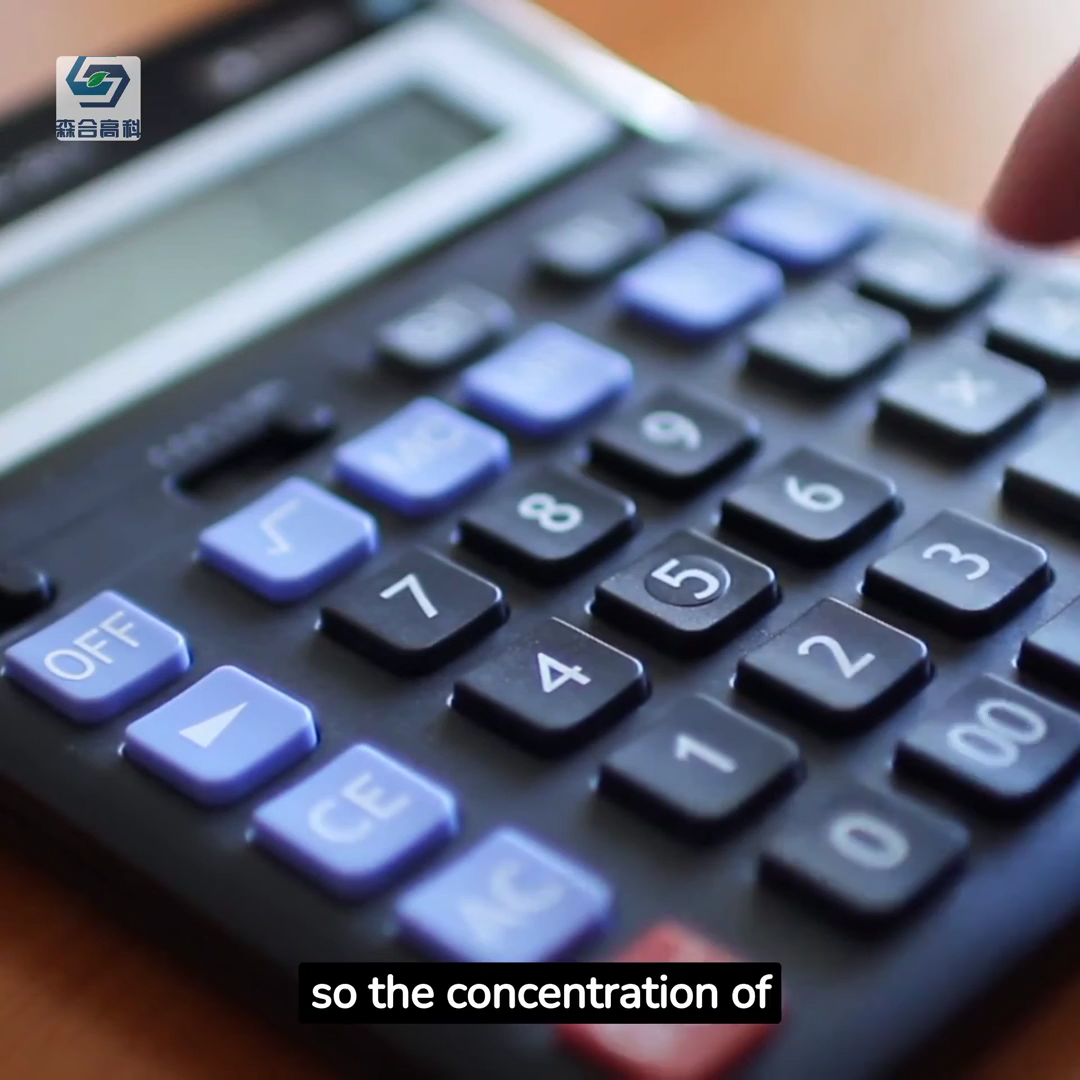 森合高科
MC
√
9
8
6
7
5
3
OFF
4
2
1
00
CE
0
AC
×
so the concentration of